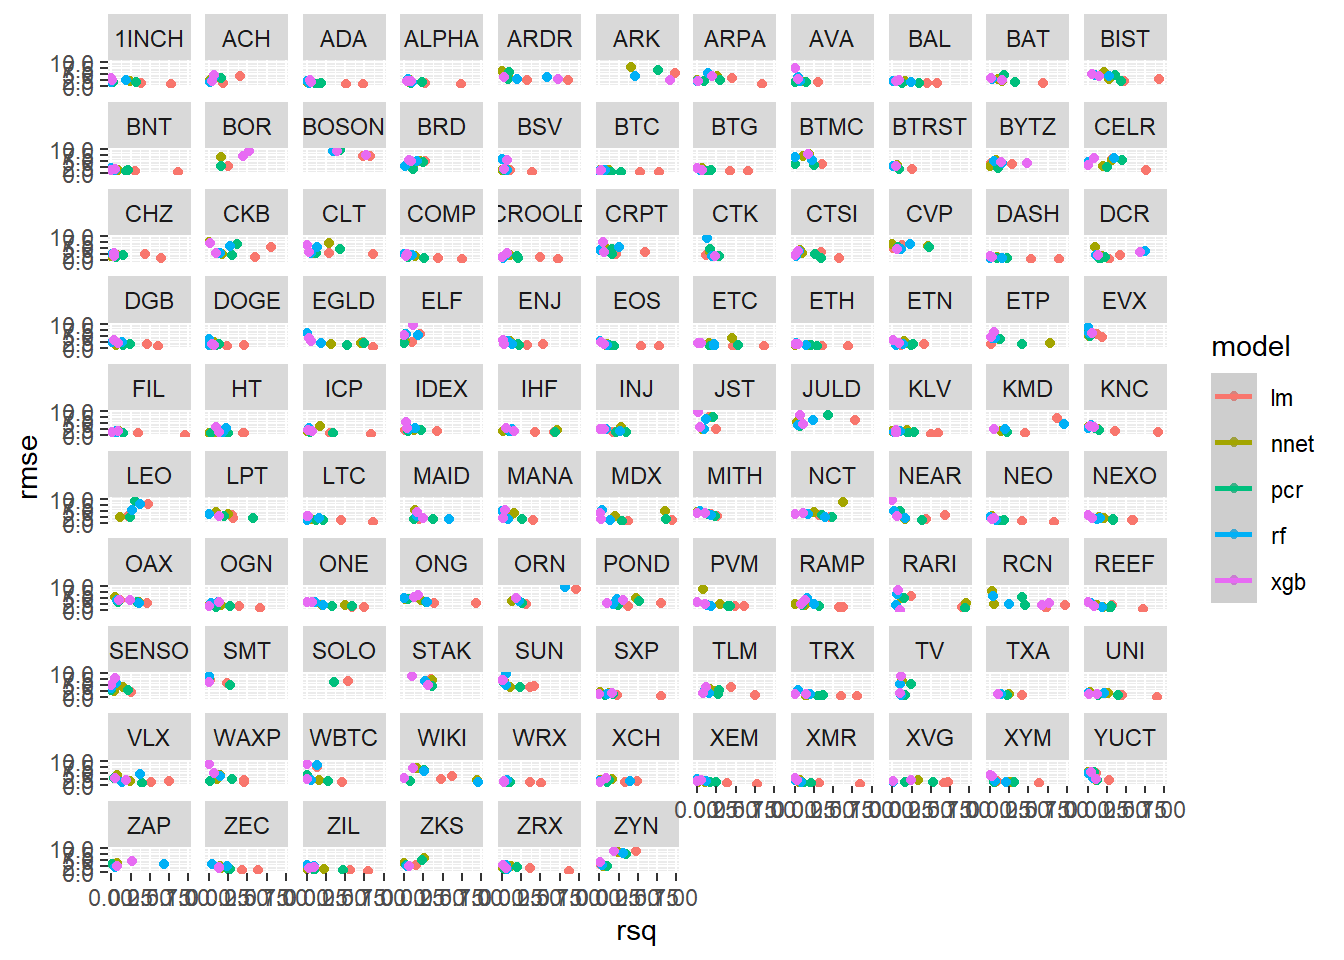 1INCH ACH ADA ALPHA ARDR ARK ARPA AVA BAL BAT BIST
BNT BOR BOSON BRD BSV BTC BTG BTMC BTRST BYTZ CELR
CHZ CKB CLT COMP CROOLD CRPT CTK CTSI CVP DASH DCR
DGB DOGE EGLD ELF ENJ EOS ETC ETH ETN ETP EVX
model
FIL HT ICP IDEX IHF INJ JST JULD KLV KMD KNC
lm
nnet
rmse
LEO LPT LTC MAID MANA MDX MITH NCT NEAR NEO NEXO
pcr
rf
OAX OGN ONE ONG ORN POND PVM RAMP RARI RCN REEF
xgb
SENSO SMT SOLO STAK SUN SXP TLM TRX TV TXA UNI
VLX WAXP WBTC WIKI WRX XCH XEM XMR XVG XYM YUCT
ZAP ZEC ZIL ZKS ZRX ZYN
rsq